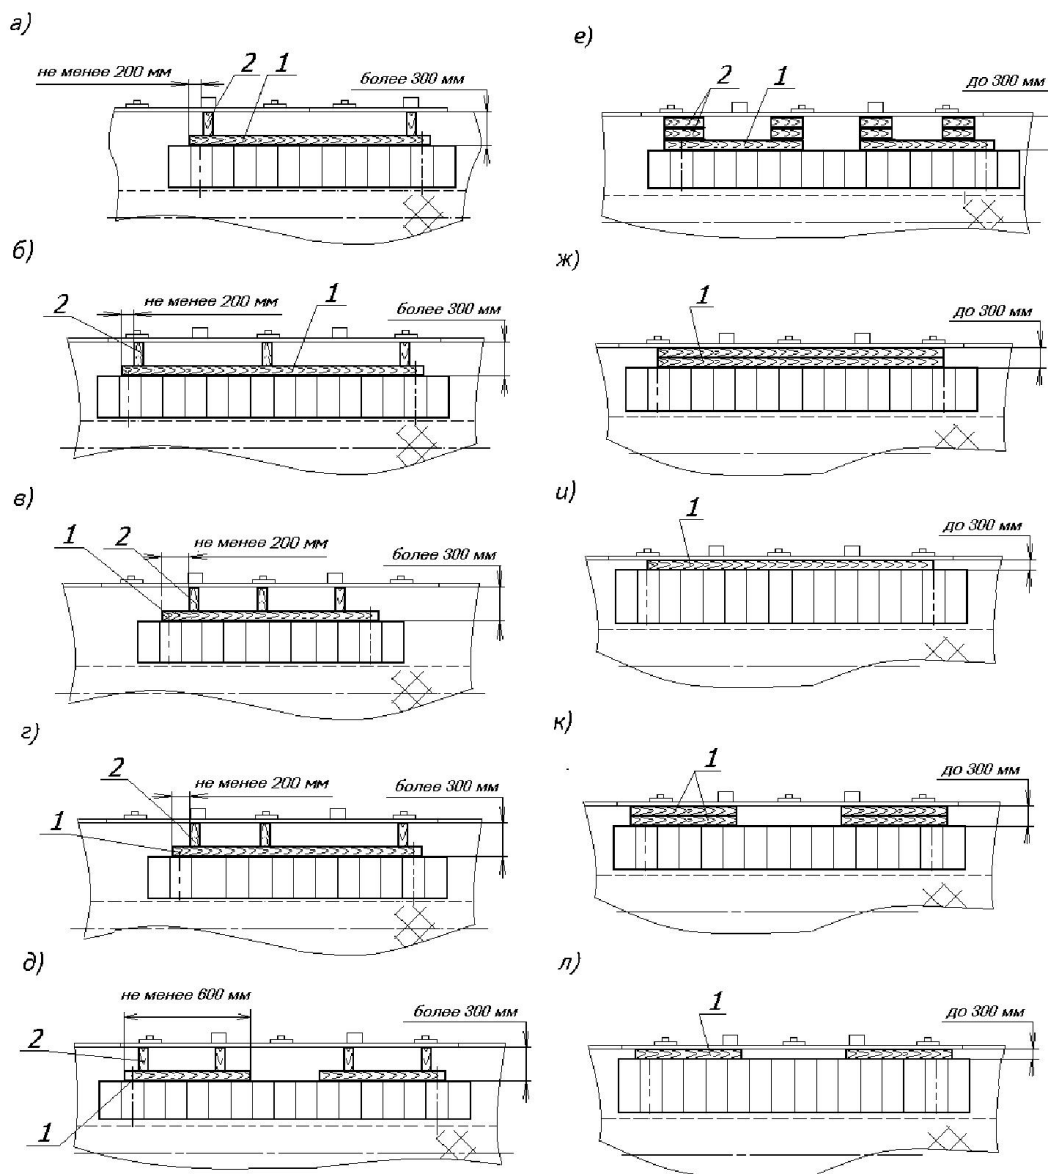 а)
не менее 200 мм
2
1
более 300 мм
б)
2
не менее 200 мм
1
более 300 мм
в)
1
2
не менее 200 мм
более 300 мм
г)
2
не менее 200 мм
более 300 мм
1
д)
не менее 600 мм
более 300 мм
2
1
е)
2
1
до 300 мм
ж)
1
до 300 мм
и)
1
до 300 мм
к)
1
до 300 мм
л)
1
до 300 мм